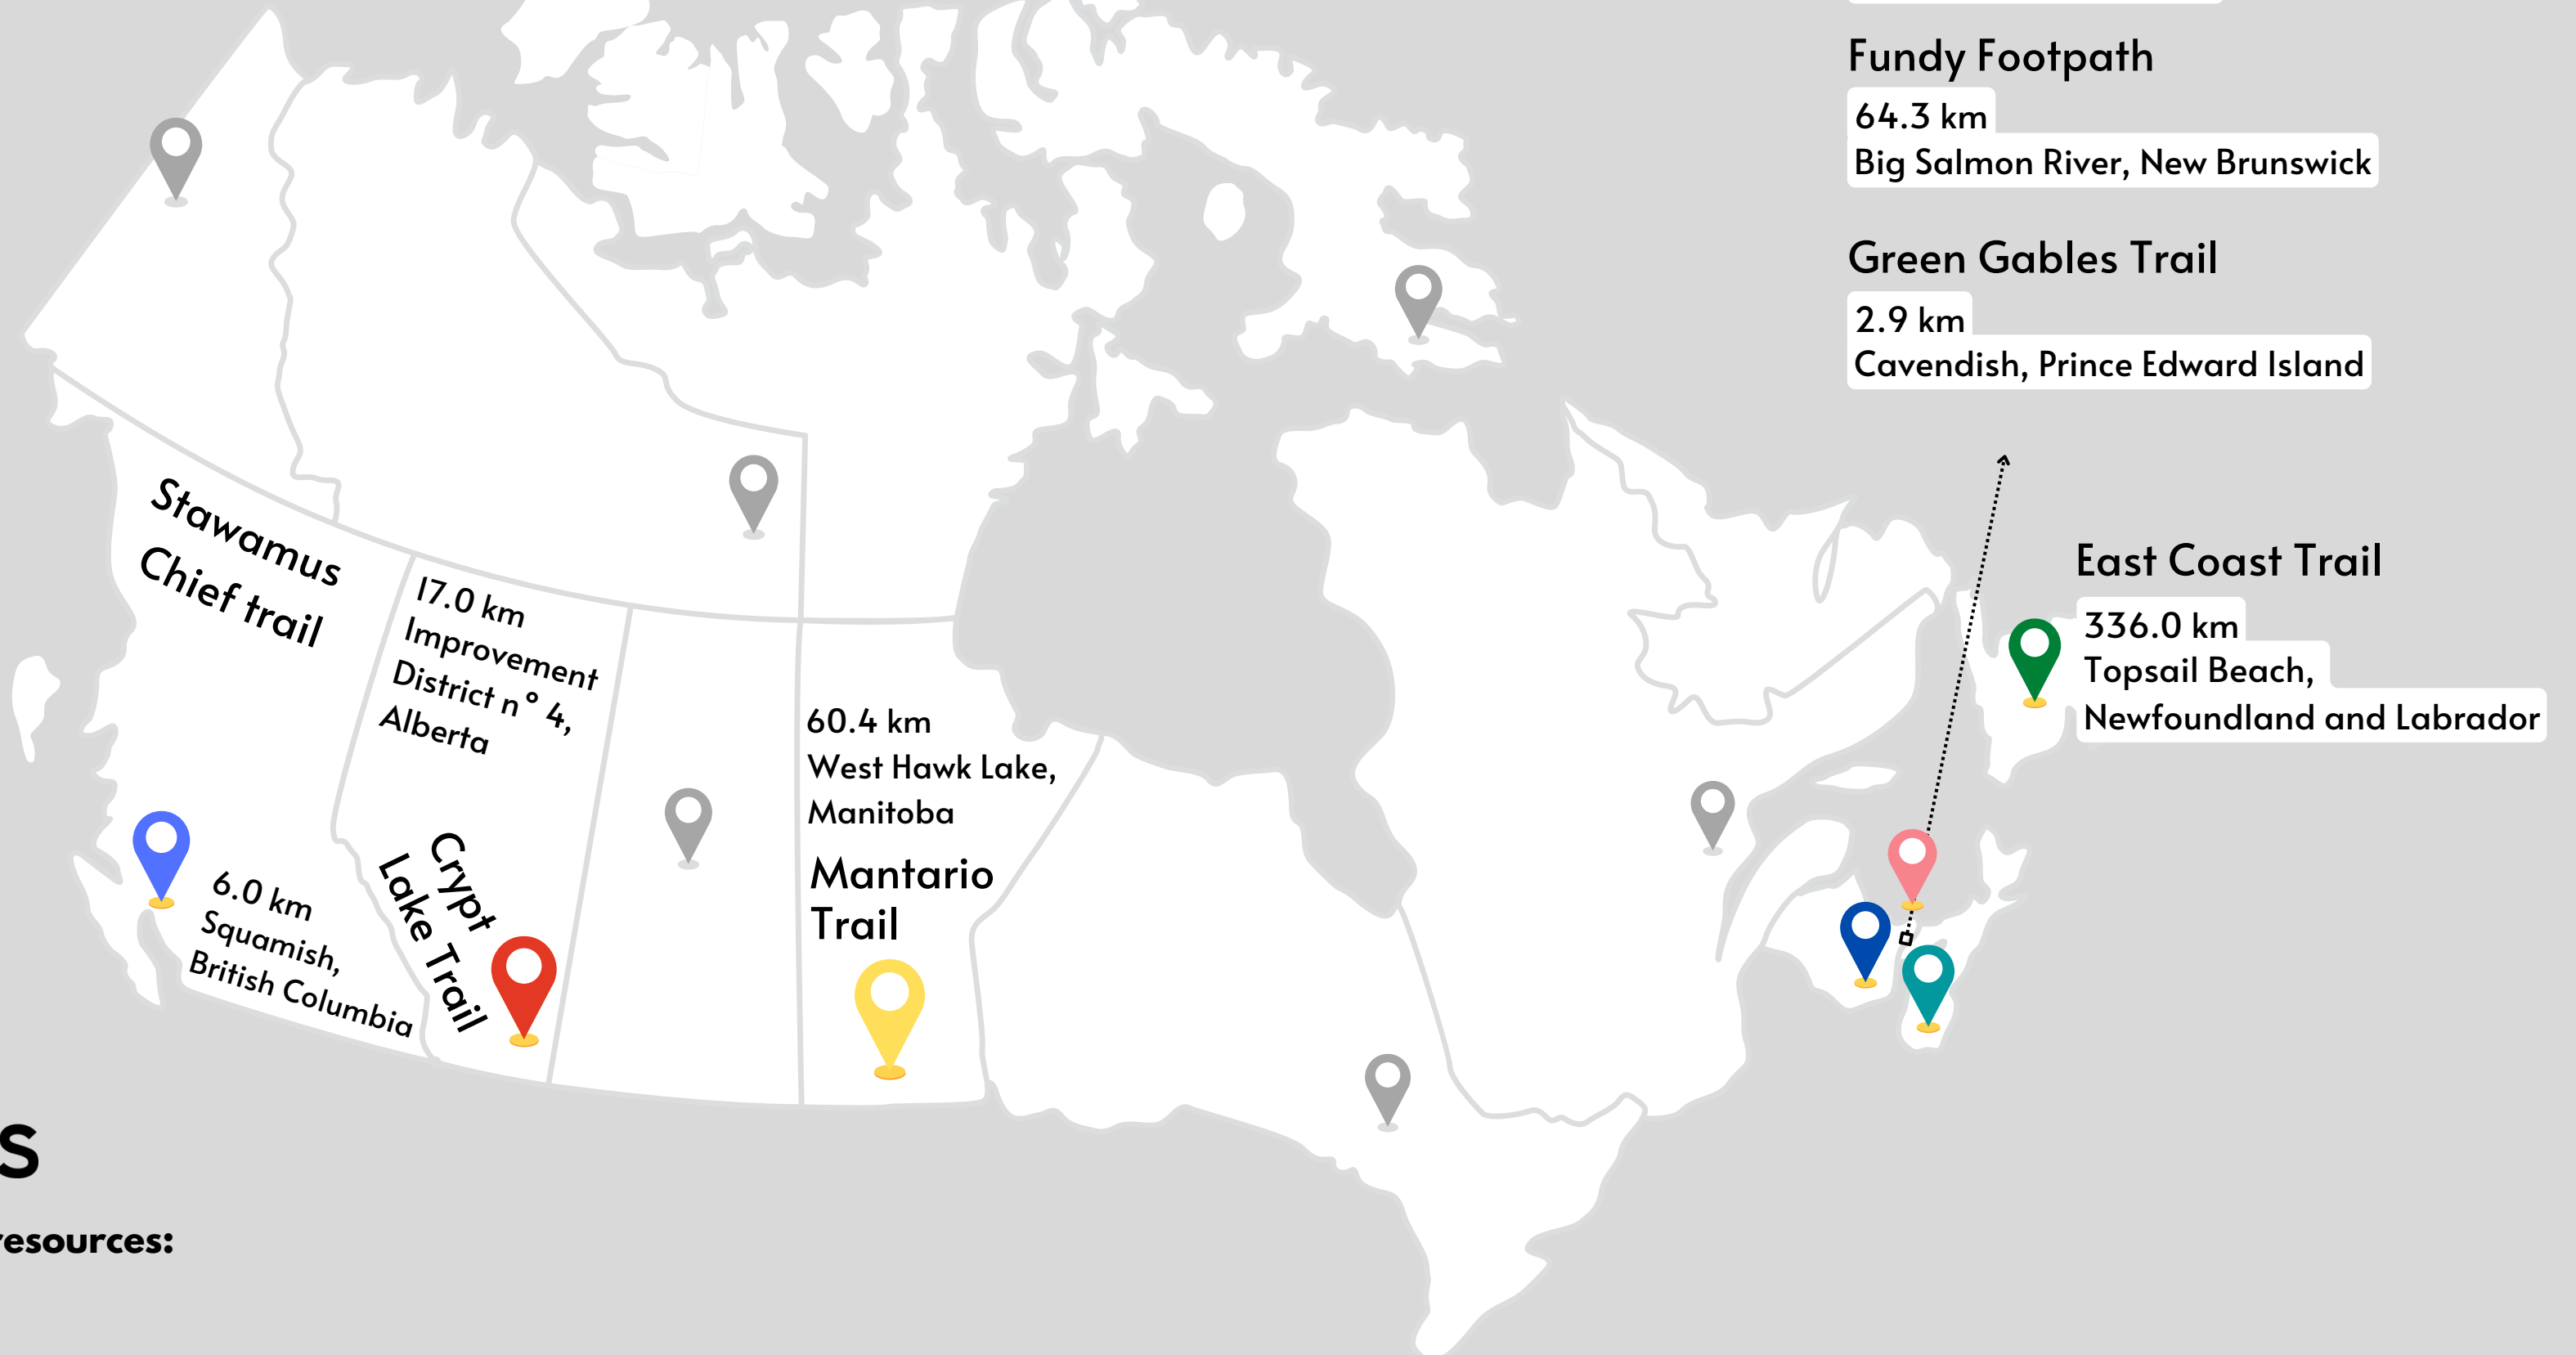 Fundy Footpath
64.3 km
Big Salmon River, New Brunswick
Green Gables Trail
2.9 km
Cavendish, Prince Edward Island
East Coast Trail
336.0 km
Topsail Beach,
Newfoundland and Labrador
Stawamus
Chief trail
6.0 km
Squamish,
British Columbia
17.0 km
Improvement
District n° 4,
Alberta
Crypt
Lake Trail
60.4 km
West Hawk Lake,
Manitoba
Mantario
Trail
s
resources: